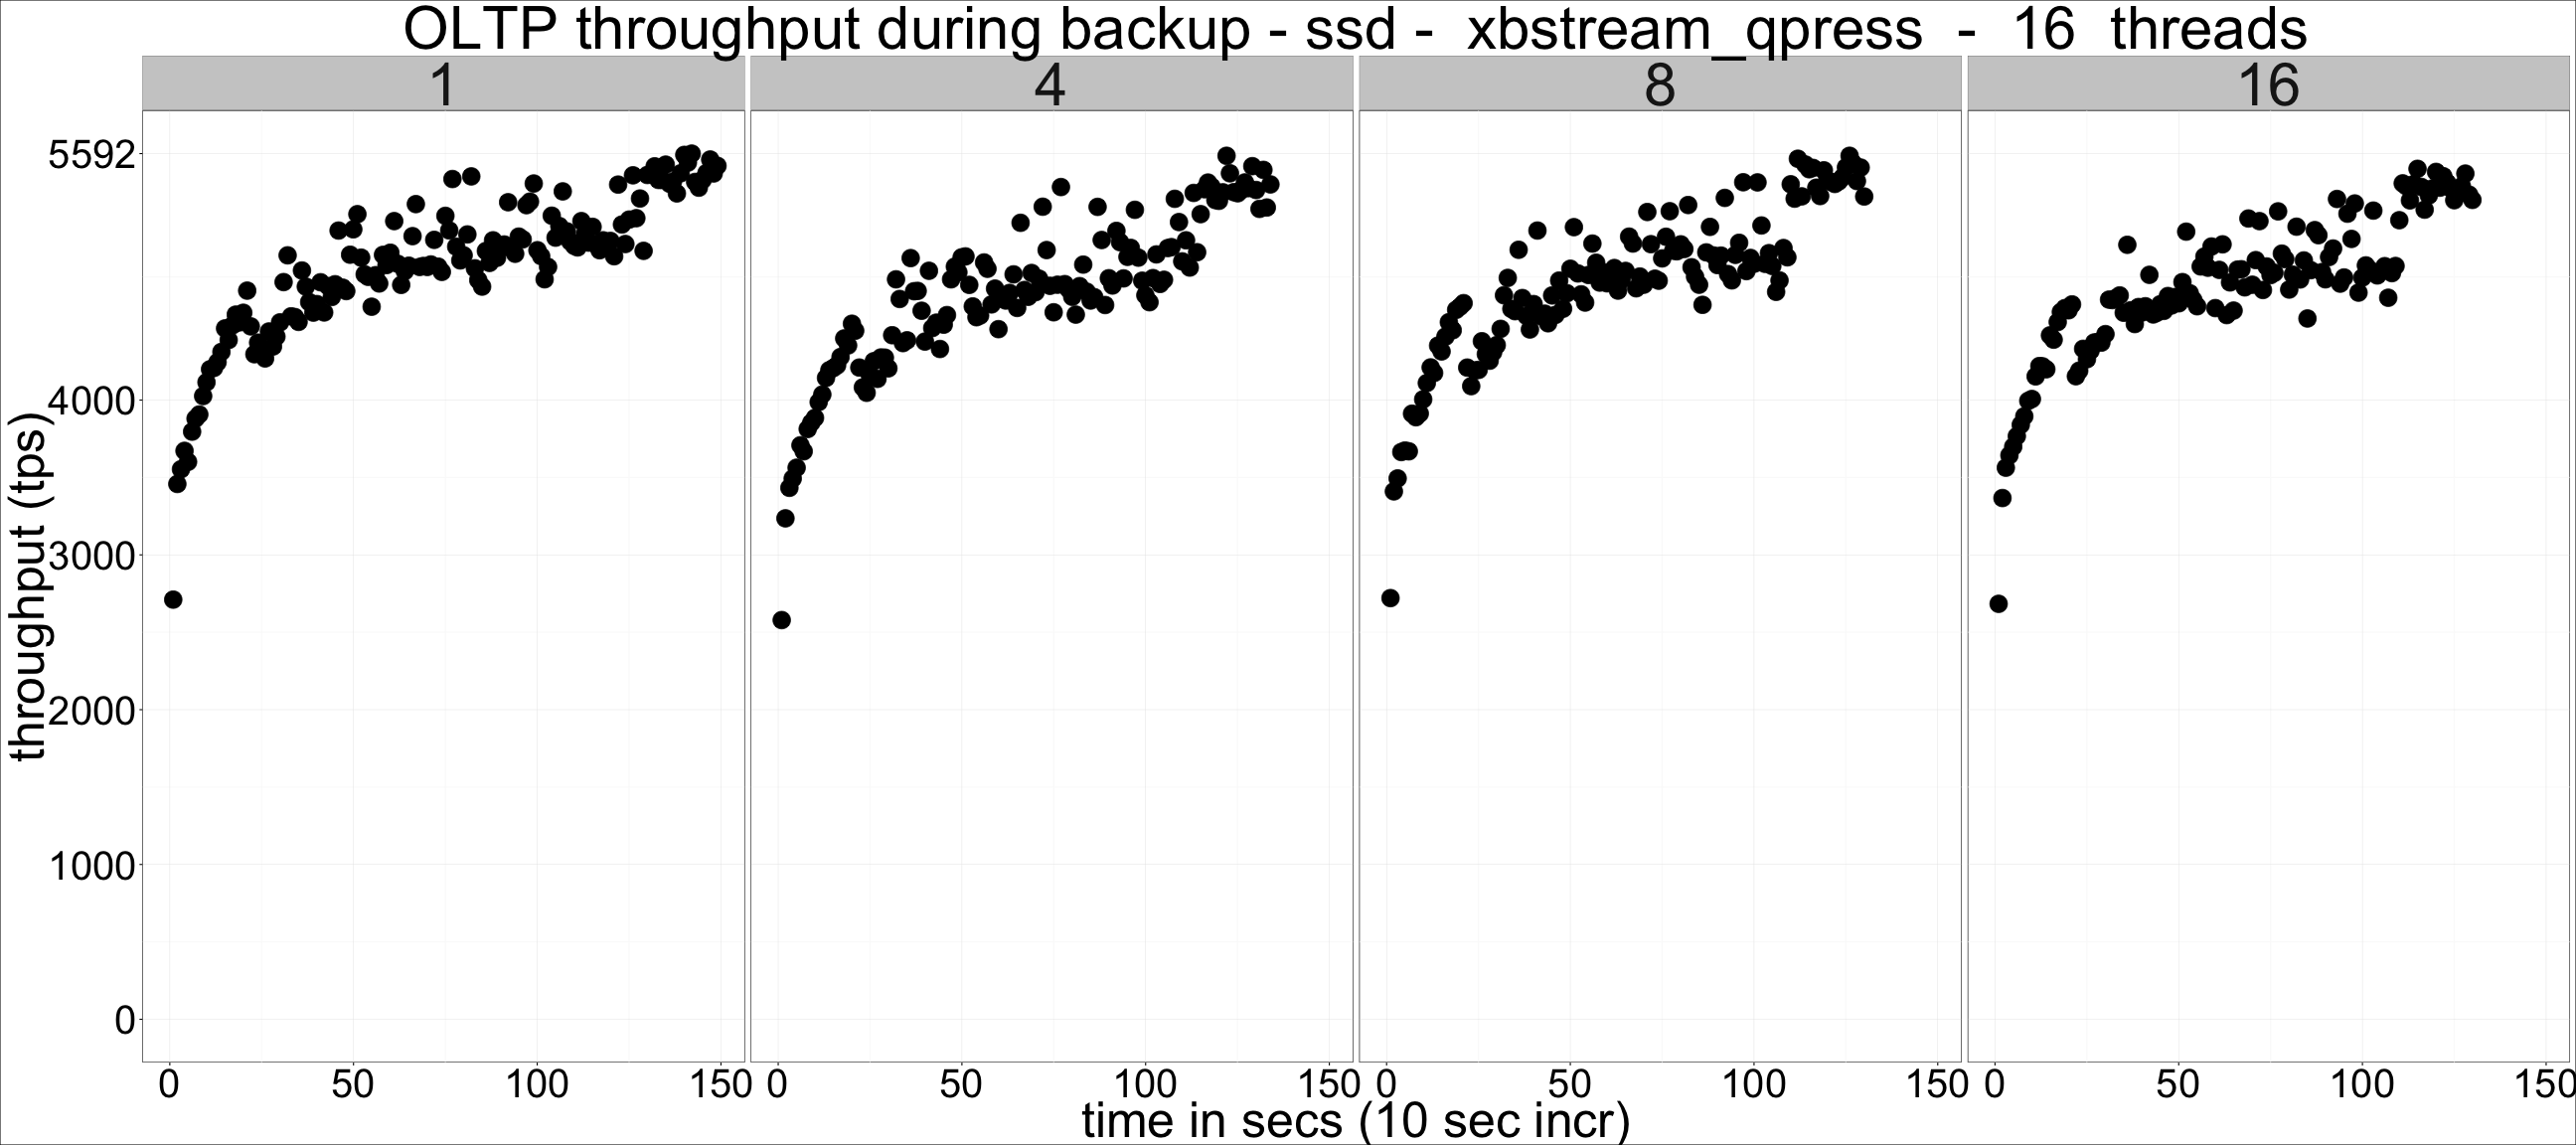 OLTP throughput during backup - ssd - xbstream_qpress - 16 threads
1 4 8 16
throughput (tps)
5592
4000
3000
2000
1000
0
0 50 100 150 0 50 100 150 0 50 100 150 0 50 100 150
time in secs (10 sec incr)